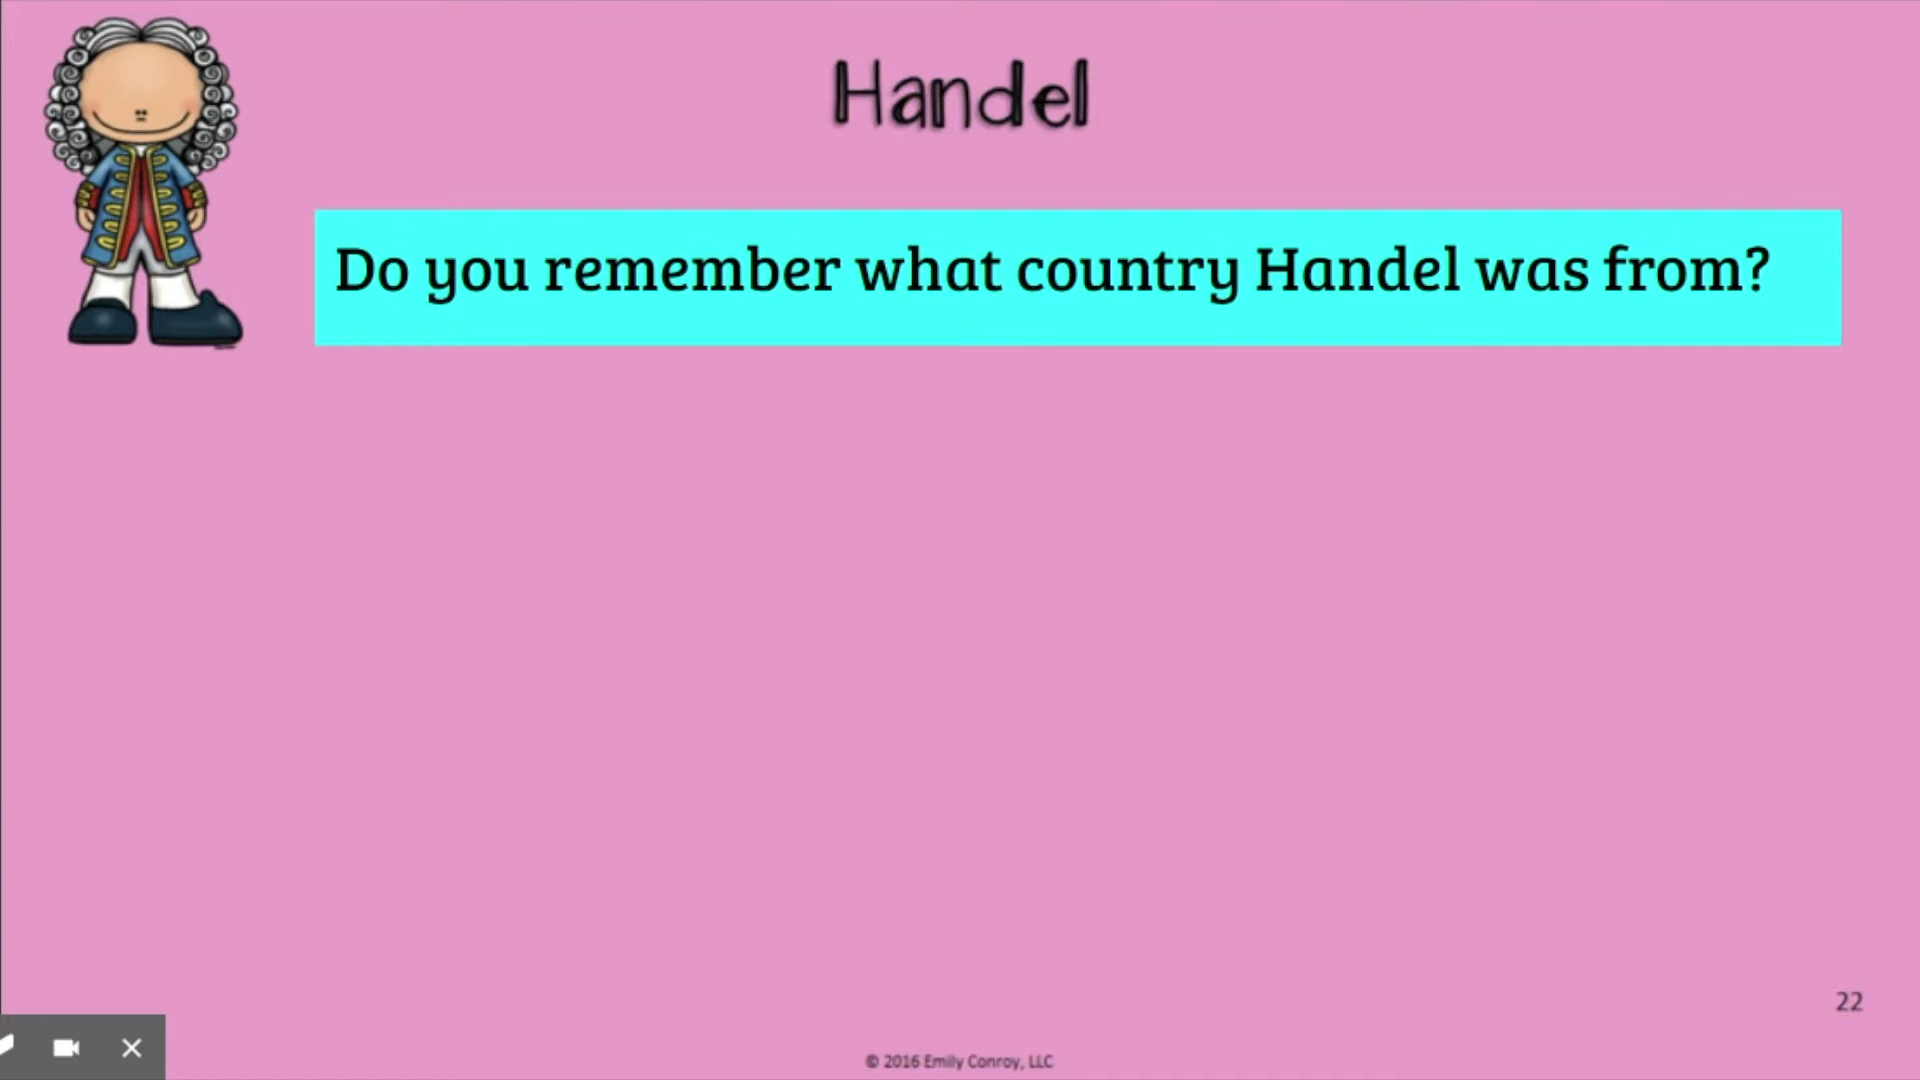 Handel
Do you remember what country Handel was from?
22
© 2016 Emily Conroy, LLC